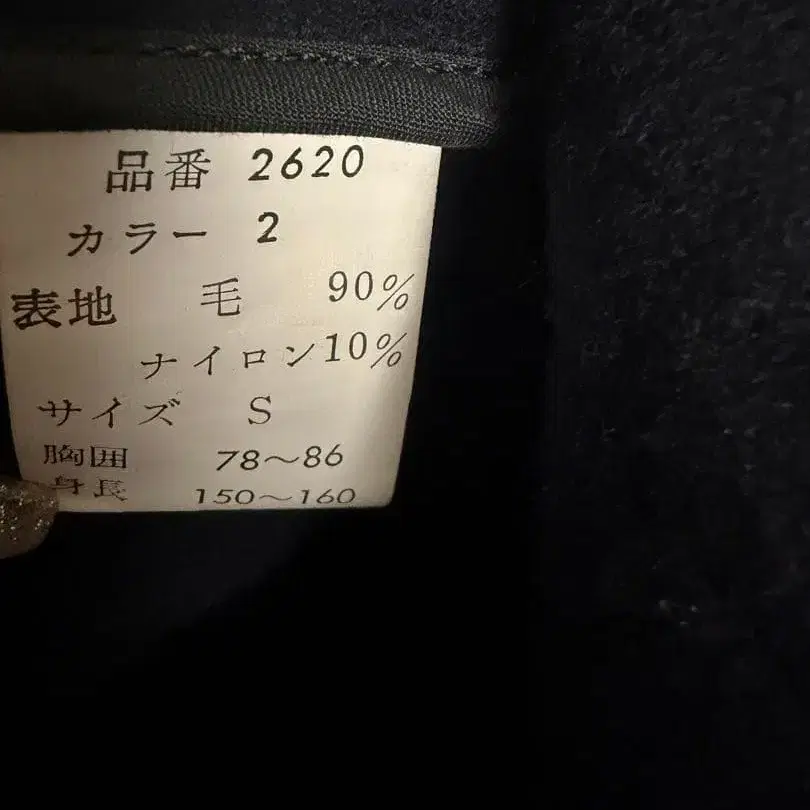 品番 2620
カラー 2
表地 毛 90%
ナイロン10%
サイズ S
胸囲 78〜86
身長 150〜160